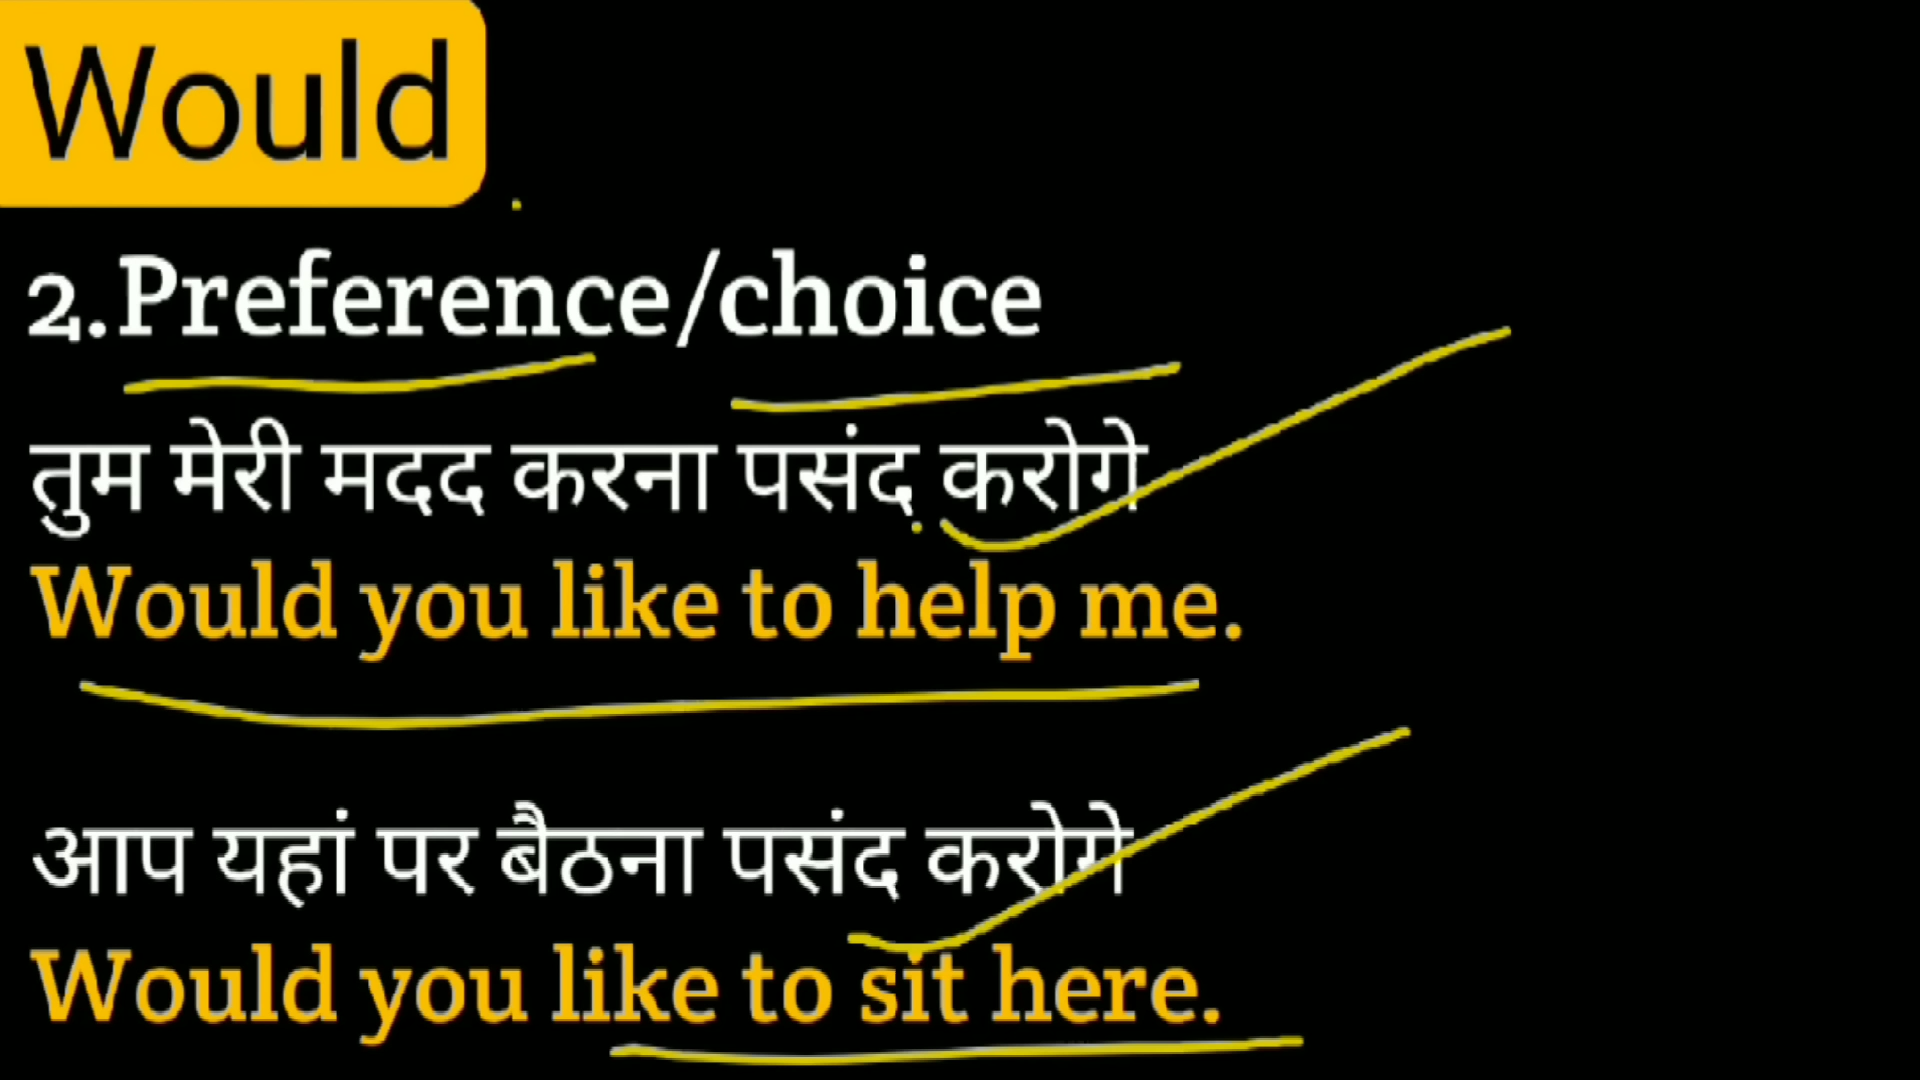 Would
2.Preference/choice
तुम मेरी मदद करना पसंद करोगे
Would you like to help me.
आप यहां पर बैठना पसंद करोगे
Would you like to sit here.